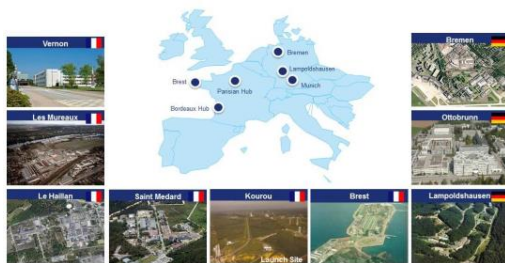 Vernon
Bremen
Bremen
Lampoldshausen
Brest
Parisian Hub
Munich
Bordeaux Hub
Les Mureaux
Ottobrunn
Le Haillan
Saint Medard
Kourou
Launch Site
Brest
Lampoldshausen